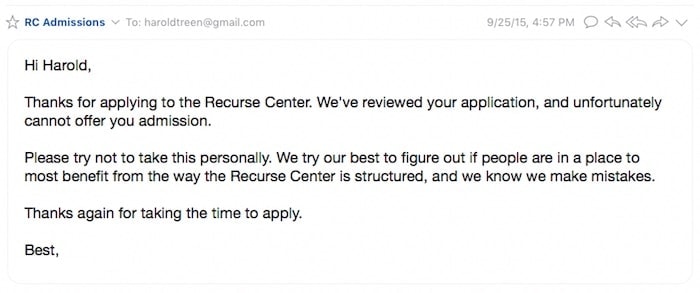 RC Admissions To: haroldtreen@gmail.com 9/25/15, 4:57 PM
Hi Harold,
Thanks for applying to the Recurse Center. We've reviewed your application, and unfortunately
cannot offer you admission.
Please try not to take this personally. We try our best to figure out if people are in a place to
most benefit from the way the Recurse Center is structured, and we know we make mistakes.
Thanks again for taking the time to apply.
Best,